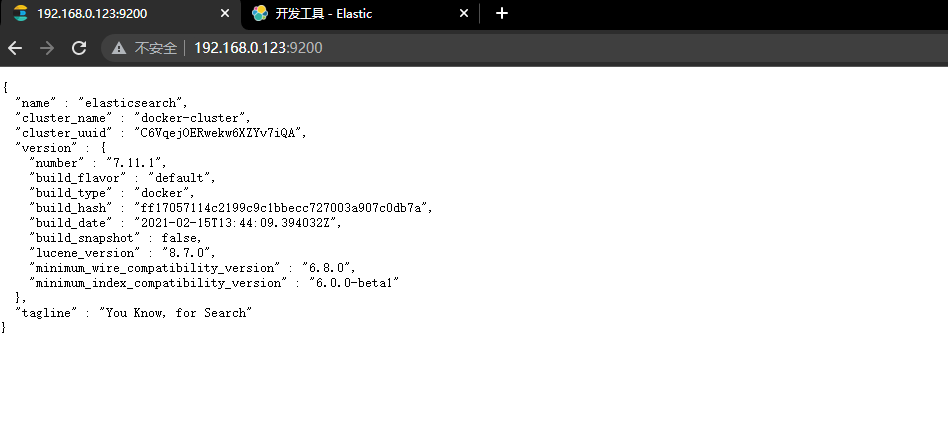 192.168.0.123:9200
开发工具 - Elastic
不安全 | 192.168.0.123:9200
{
"name" : "elasticsearch",
"cluster_name" : "docker-cluster",
"cluster_uuid" : "C6VqejOERwekw6XZYv7iQA",
"version" : {
"number" : "7.11.1",
"build_flavor" : "default",
"build_type" : "docker",
"build_hash" : "ff17057114c2199c9c1bbecc727003a907c0db7a",
"build_date" : "2021-02-15T13:44:09.394032Z",
"build_snapshot" : false,
"lucene_version" : "8.7.0",
"minimum_wire_compatibility_version" : "6.8.0",
"minimum_index_compatibility_version" : "6.0.0-beta1"
},
"tagline" : "You Know, for Search"
}